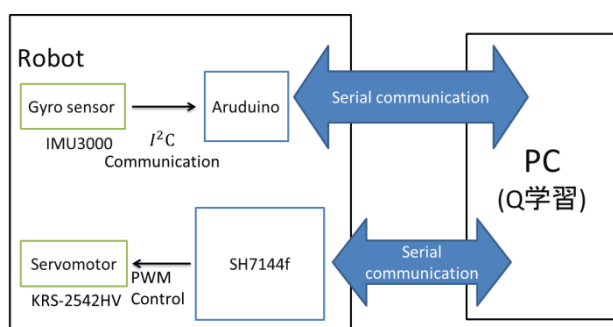 Robot
Gyro sensor
Aruduino
Serial communication
IMU3000
I²C
Communication
PC
(Q学習)
Servomotor
SH7144f
Serial
communication
PWM
Control
KRS-2542HV